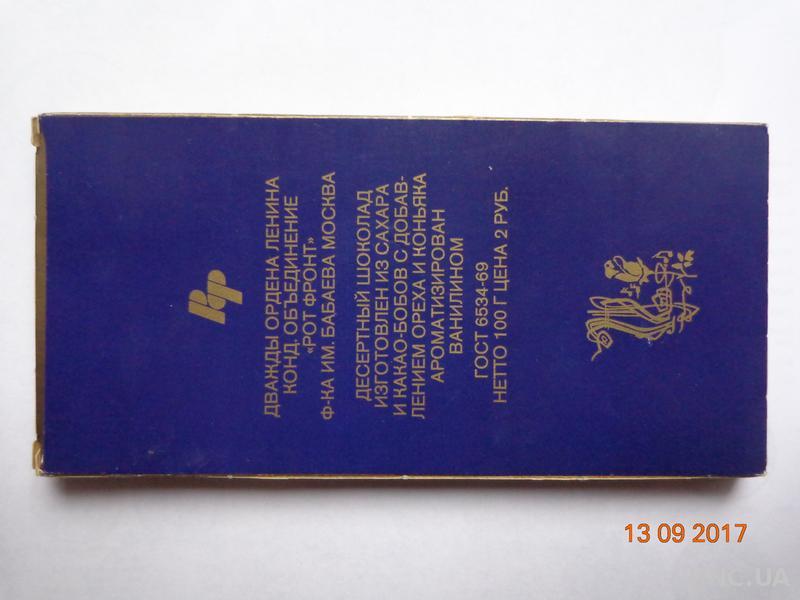 ДВАЖДЫ ОРДЕНА ЛЕНИНА
КОНД. ОБЪЕДИНЕНИЕ
«РОТ ФРОНТ»
Ф-КА ИМ. БАБАЕВА МОСКВА
ДЕСЕРТНЫЙ ШОКОЛАД
ИЗГОТОВЛЕН ИЗ САХАРА
И КАКАО-БОБОВ С ДОБАВ-
ЛЕНИЕМ ОРЕХА И КОНЬЯКА
АРОМАТИЗИРОВАН
ВАНИЛИНОМ
ГОСТ 6534-69
НЕТТО 100 Г ЦЕНА 2 РУБ.
13 09 2017